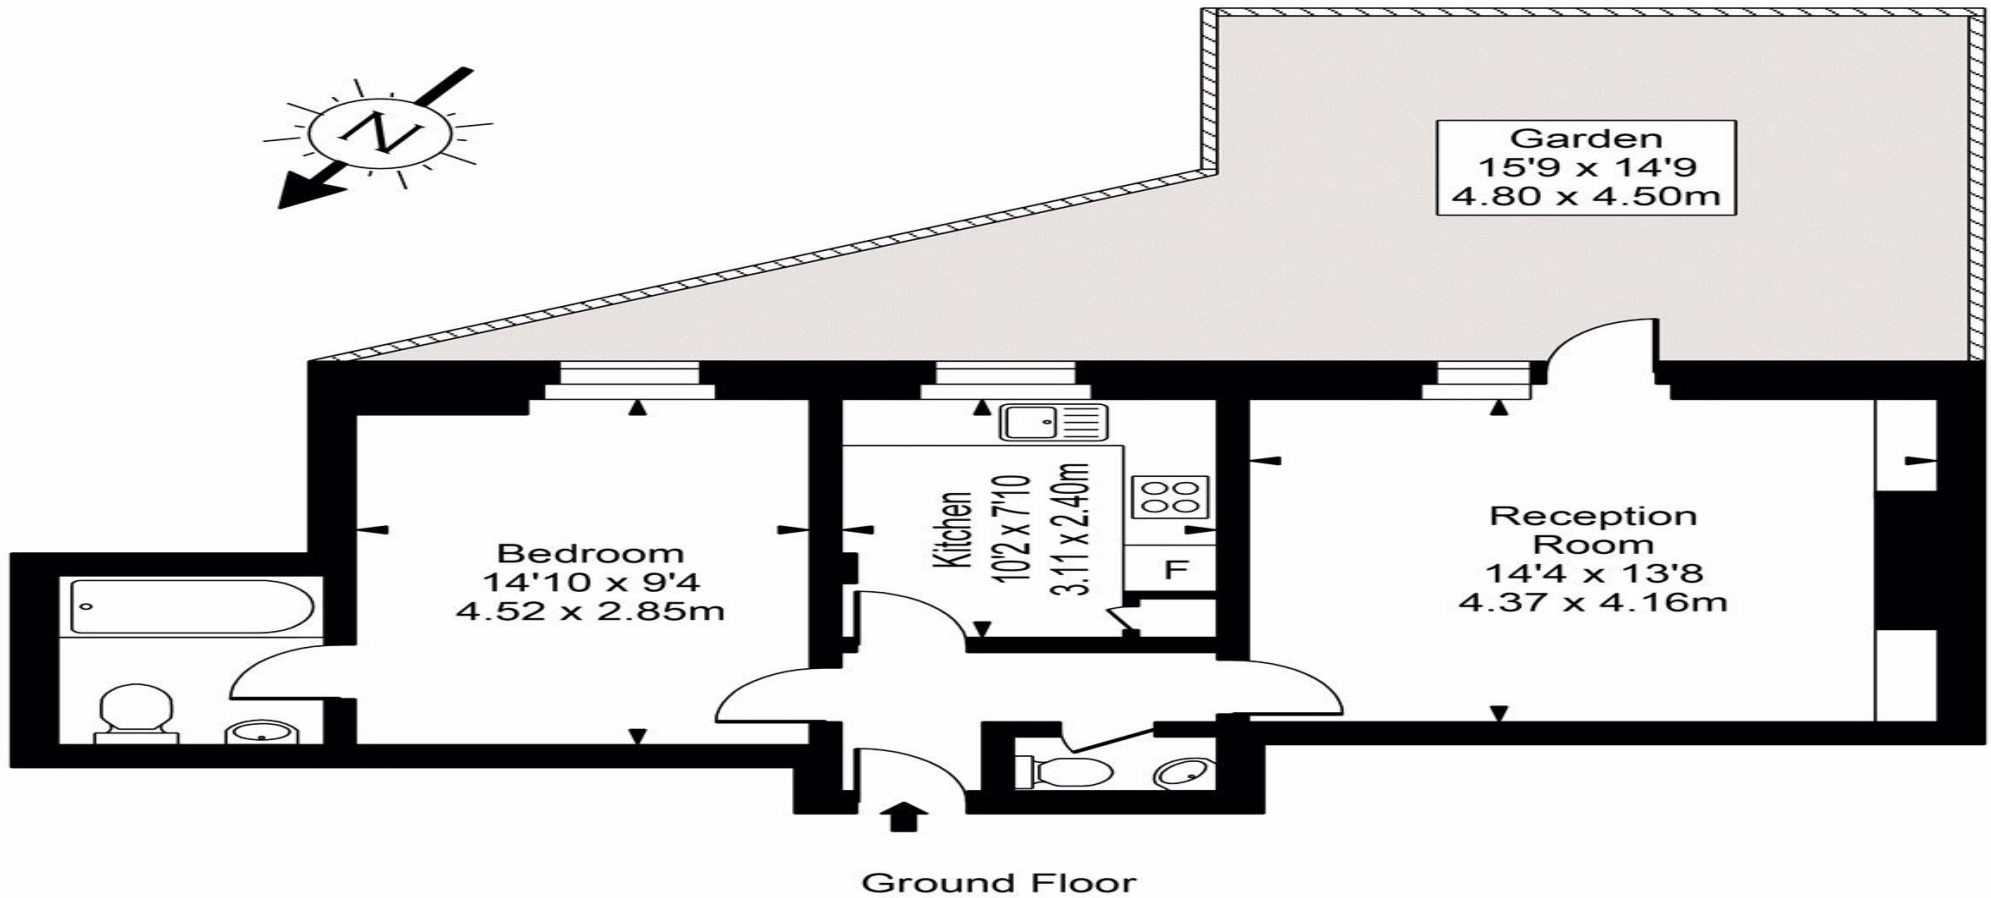 N
Garden
15'9 x 14'9
4.80 x 4.50m
Bedroom
14'10 x 9'4
4.52 x 2.85m
Kitchen
10'2 x 7'10
3.11 x 2.40m
F
Reception
Room
14'4 x 13'8
4.37 x 4.16m
Ground Floor